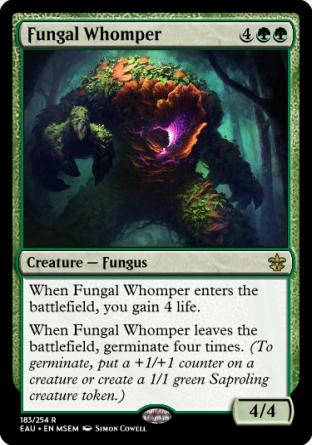 Fungal Whomper 4
Creature — Fungus
When Fungal Whomper enters the
battlefield, you gain 4 life.
When Fungal Whomper leaves the
battlefield, germinate four times. (To
germinate, put a +1/+1 counter on a
creature or create a 1/1 green Saproling
creature token.)
183/254 R
EAU • EN MSEM Simon Cowell
4/4